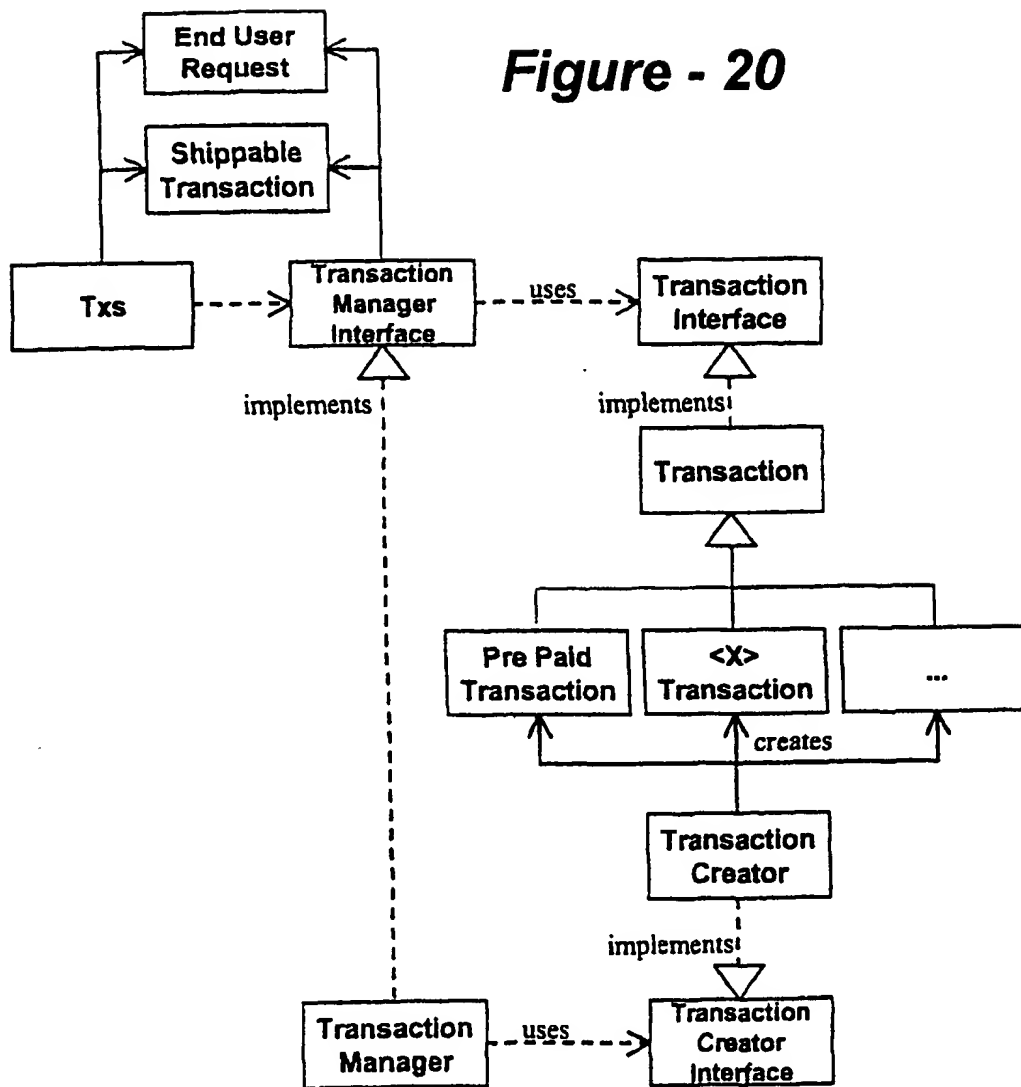 End User
Request
Figure - 20
Shippable
Transaction
Txs
Transaction
Manager
Interface
uses
Transaction
Interface
implements
implements
Transaction
Pre Paid
Transaction
<X>
Transaction
...
creates
Transaction
Creator
implements
Transaction
Manager
uses
Transaction
Creator
Interface